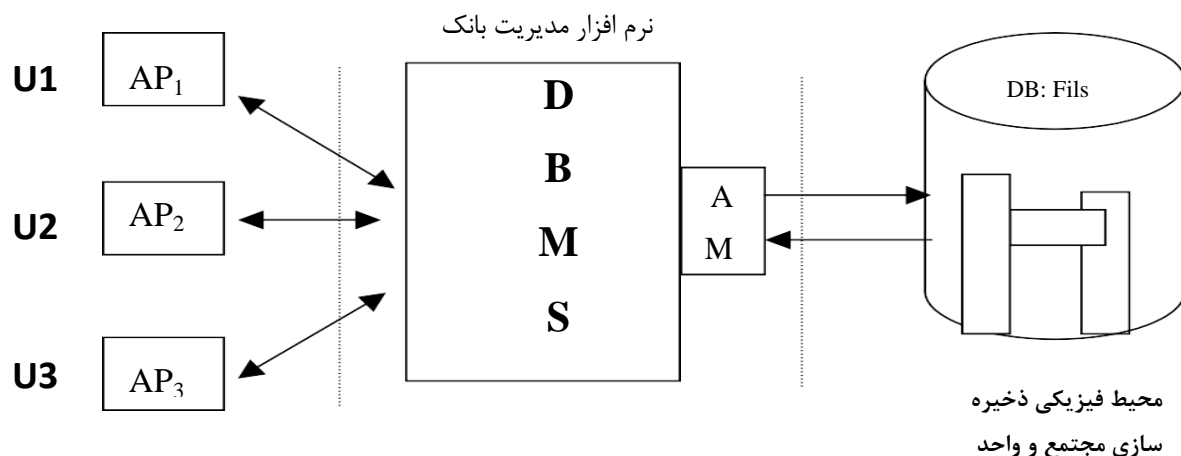 نرم افزار مدیریت بانک
U1
AP1
U2
AP2
U3
AP3
D
B
M
S
A
M
DB: Fils
محیط فیزیکی ذخیره
سازی مجتمع و واحد